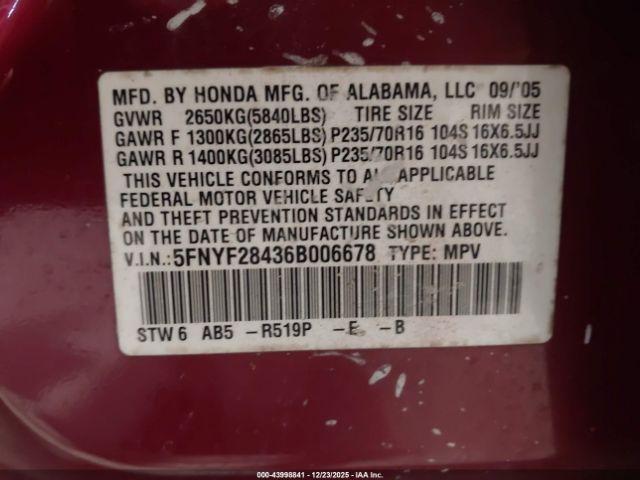 MFD. BY HONDA MFG. OF ALABAMA, LLC 09/'05
GVWR 2650KG(5840LBS) TIRE SIZE RIM SIZE
GAWR F 1300KG(2865LBS) P235/70R16 104S 16X6.5JJ
GAWR R 1400KG(3085LBS) P235/70R16 104S 16X6.5JJ
THIS VEHICLE CONFORMS TO APPLICABLE
FEDERAL MOTOR VEHICLE SAFETY
AND THEFT PREVENTION STANDARDS IN EFFECT
ON THE DATE OF MANUFACTURE SHOWN ABOVE.
V.I.N.: 5FNYF28436B006678 TYPE: MPV
STW6 AB5 -R519P -E -B
000-43998841 - 12/23/2025 - IAA Inc.